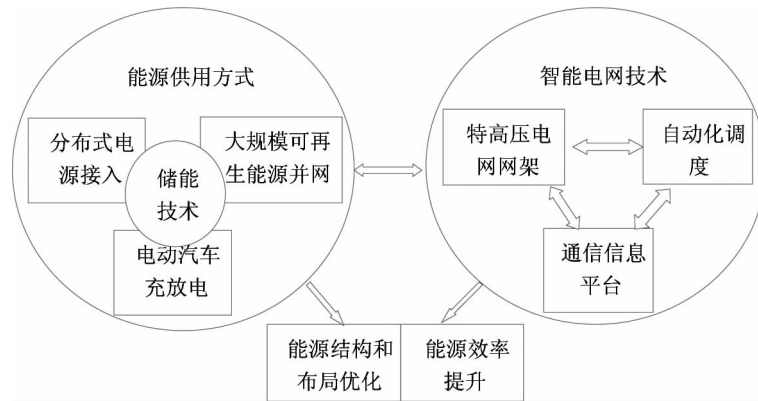 能源供用方式
智能电网技术
分布式电
源接入
大规模可再
生能源并网
储能
技术
电动汽车
充放电
特高压电
网网架
自动化调
度
通信信息
平台
能源结构和
布局优化
能源效率
提升